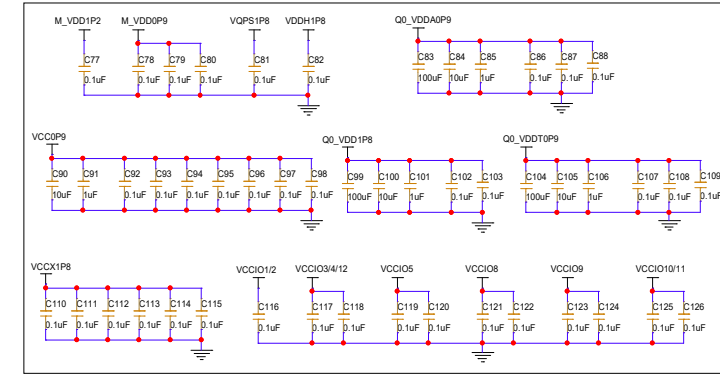 M_VDD1P2 M_VDD0P9 VQPS1P8 VDDH1P8 Q0_VDDA0P9
C77 C78 C79 C80 C81 C82 C83 C84 C85 C86 C87 C88
0.1uF 0.1uF 0.1uF 0.1uF 0.1uF 0.1uF 100uF 10uF 1uF 0.1uF 0.1uF 0.1uF
VCC0P9 Q0_VDD1P8 Q0_VDDT0P9
C90 C91 C92 C93 C94 C95 C96 C97 C98 C99 C100 C101 C102 C103 C104 C105 C106 C107 C108 C109
10uF 1uF 0.1uF 0.1uF 0.1uF 0.1uF 0.1uF 0.1uF 0.1uF 100uF 10uF 1uF 0.1uF 0.1uF 100uF 10uF 1uF 0.1uF 0.1uF 0.1uF
VCCX1P8 VCCIO1/2 VCCIO3/4/12 VCCIO5 VCCIO8 VCCIO9 VCCIO10/11
C110 C111 C112 C113 C114 C115 C116 C117 C118 C119 C120 C121 C122 C123 C124 C125 C126
0.1uF 0.1uF 0.1uF 0.1uF 0.1uF 0.1uF 0.1uF 0.1uF 0.1uF 0.1uF 0.1uF 0.1uF 0.1uF 0.1uF 0.1uF 0.1uF 0.1uF